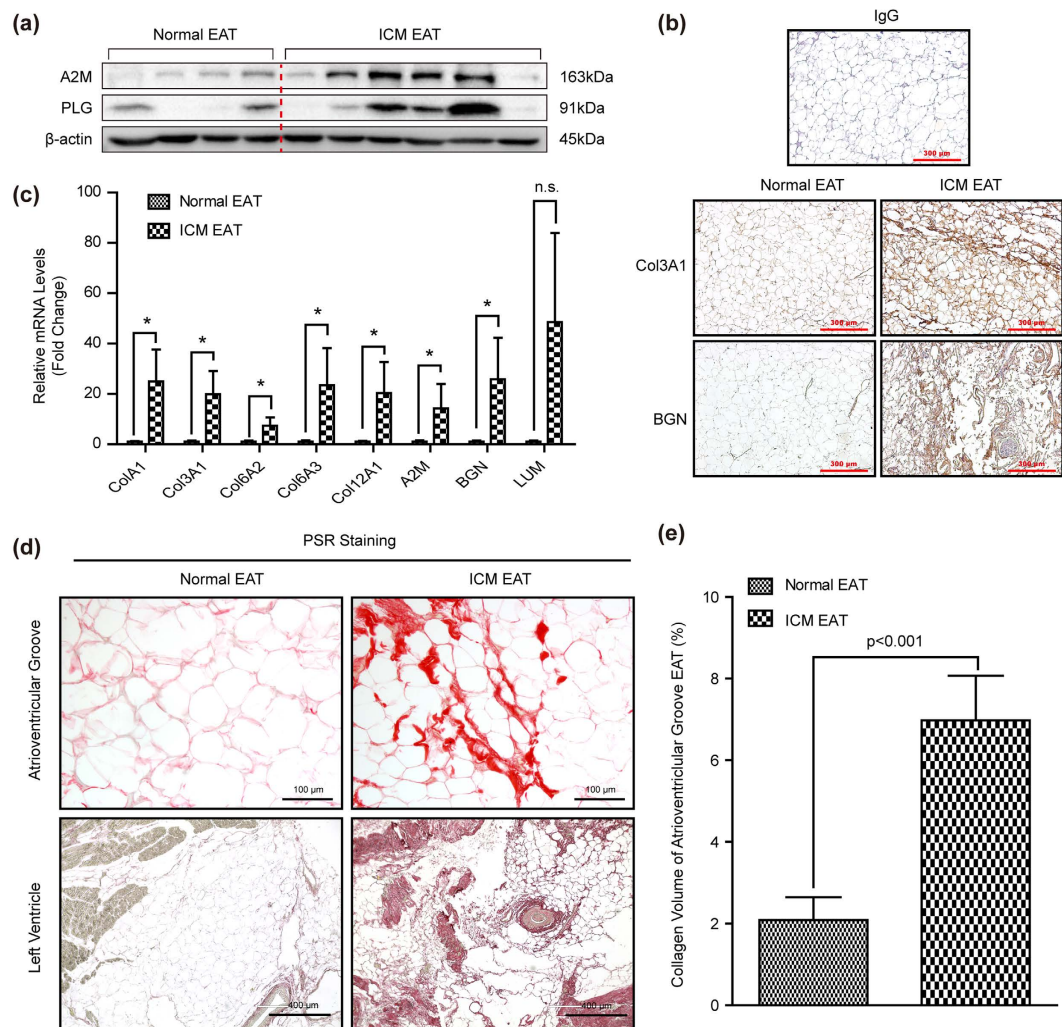 (a)
Normal EAT
ICM EAT
A2M
163kDa
PLG
91kDa
β-actin
45kDa
(b)
IgG
300 μm
Normal EAT
ICM EAT
Col3A1
300 μm
300 μm
BGN
300 μm
300 μm
(c)
Relative mRNA Levels
(Fold Change)
100
80
60
40
20
0
Normal EAT
ICM EAT
*
*
*
*
*
*
*
n.s.
ColA1
Col3A1
Col6A2
Col6A3
Col12A1
A2M
BGN
LUM
(d)
PSR Staining
Normal EAT
ICM EAT
Atrioventricular Groove
100 μm
100 μm
Left Ventricle
400 μm
400 μm
(e)
Normal EAT
ICM EAT
Collagen Volume of Atrioventriclular Groove EAT (%)
10
8
6
4
2
0
p<0.001